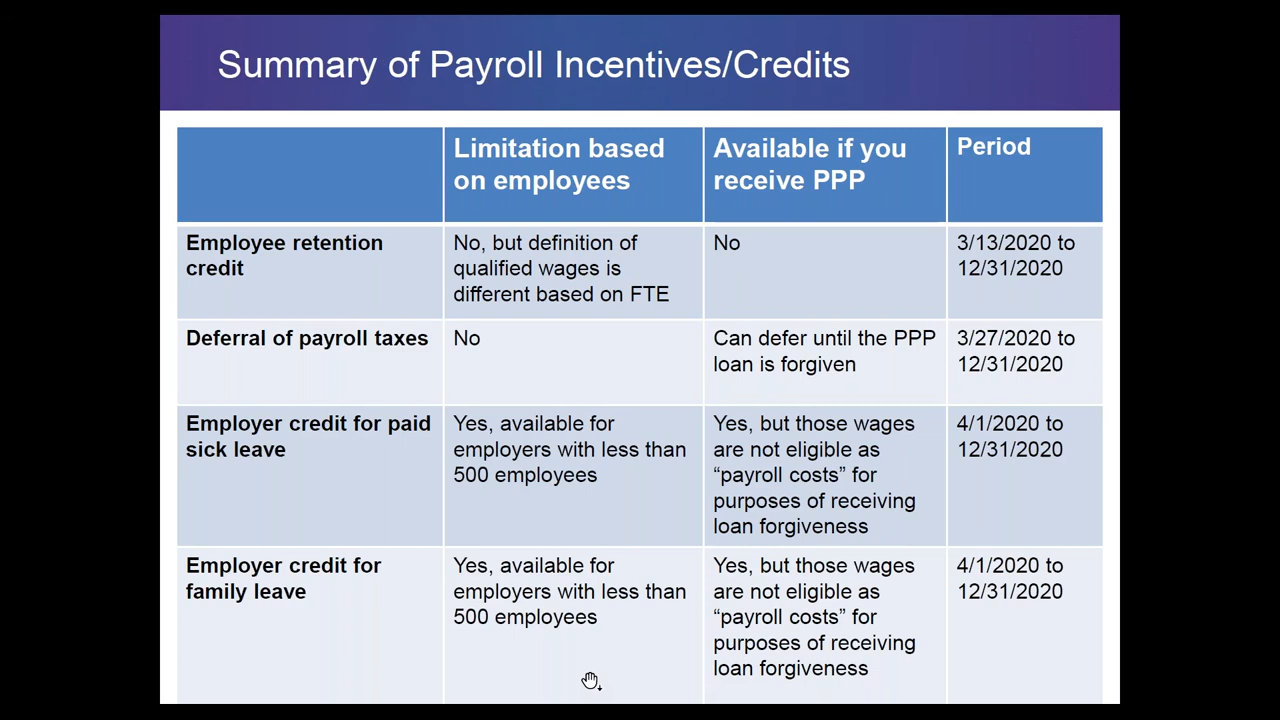 Summary of Payroll Incentives/Credits
Limitation based
on employees
Available if you
receive PPP
Period
Employee retention
credit
No, but definition of
qualified wages is
different based on FTE
No
3/13/2020 to
12/31/2020
Deferral of payroll taxes
No
Can defer until the PPP
loan is forgiven
3/27/2020 to
12/31/2020
Employer credit for paid
sick leave
Yes, available for
employers with less than
500 employees
Yes, but those wages
are not eligible as
“payroll costs” for
purposes of receiving
loan forgiveness
4/1/2020 to
12/31/2020
Employer credit for
family leave
Yes, available for
employers with less than
500 employees
Yes, but those wages
are not eligible as
“payroll costs” for
purposes of receiving
loan forgiveness
4/1/2020 to
12/31/2020